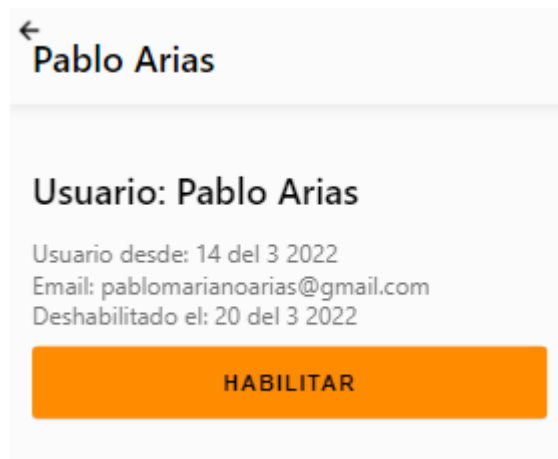 Pablo Arias
Usuario: Pablo Arias
Usuario desde: 14 del 3 2022
Email: pablomarianoarias@gmail.com
Deshabilitado el: 20 del 3 2022
HABILITAR